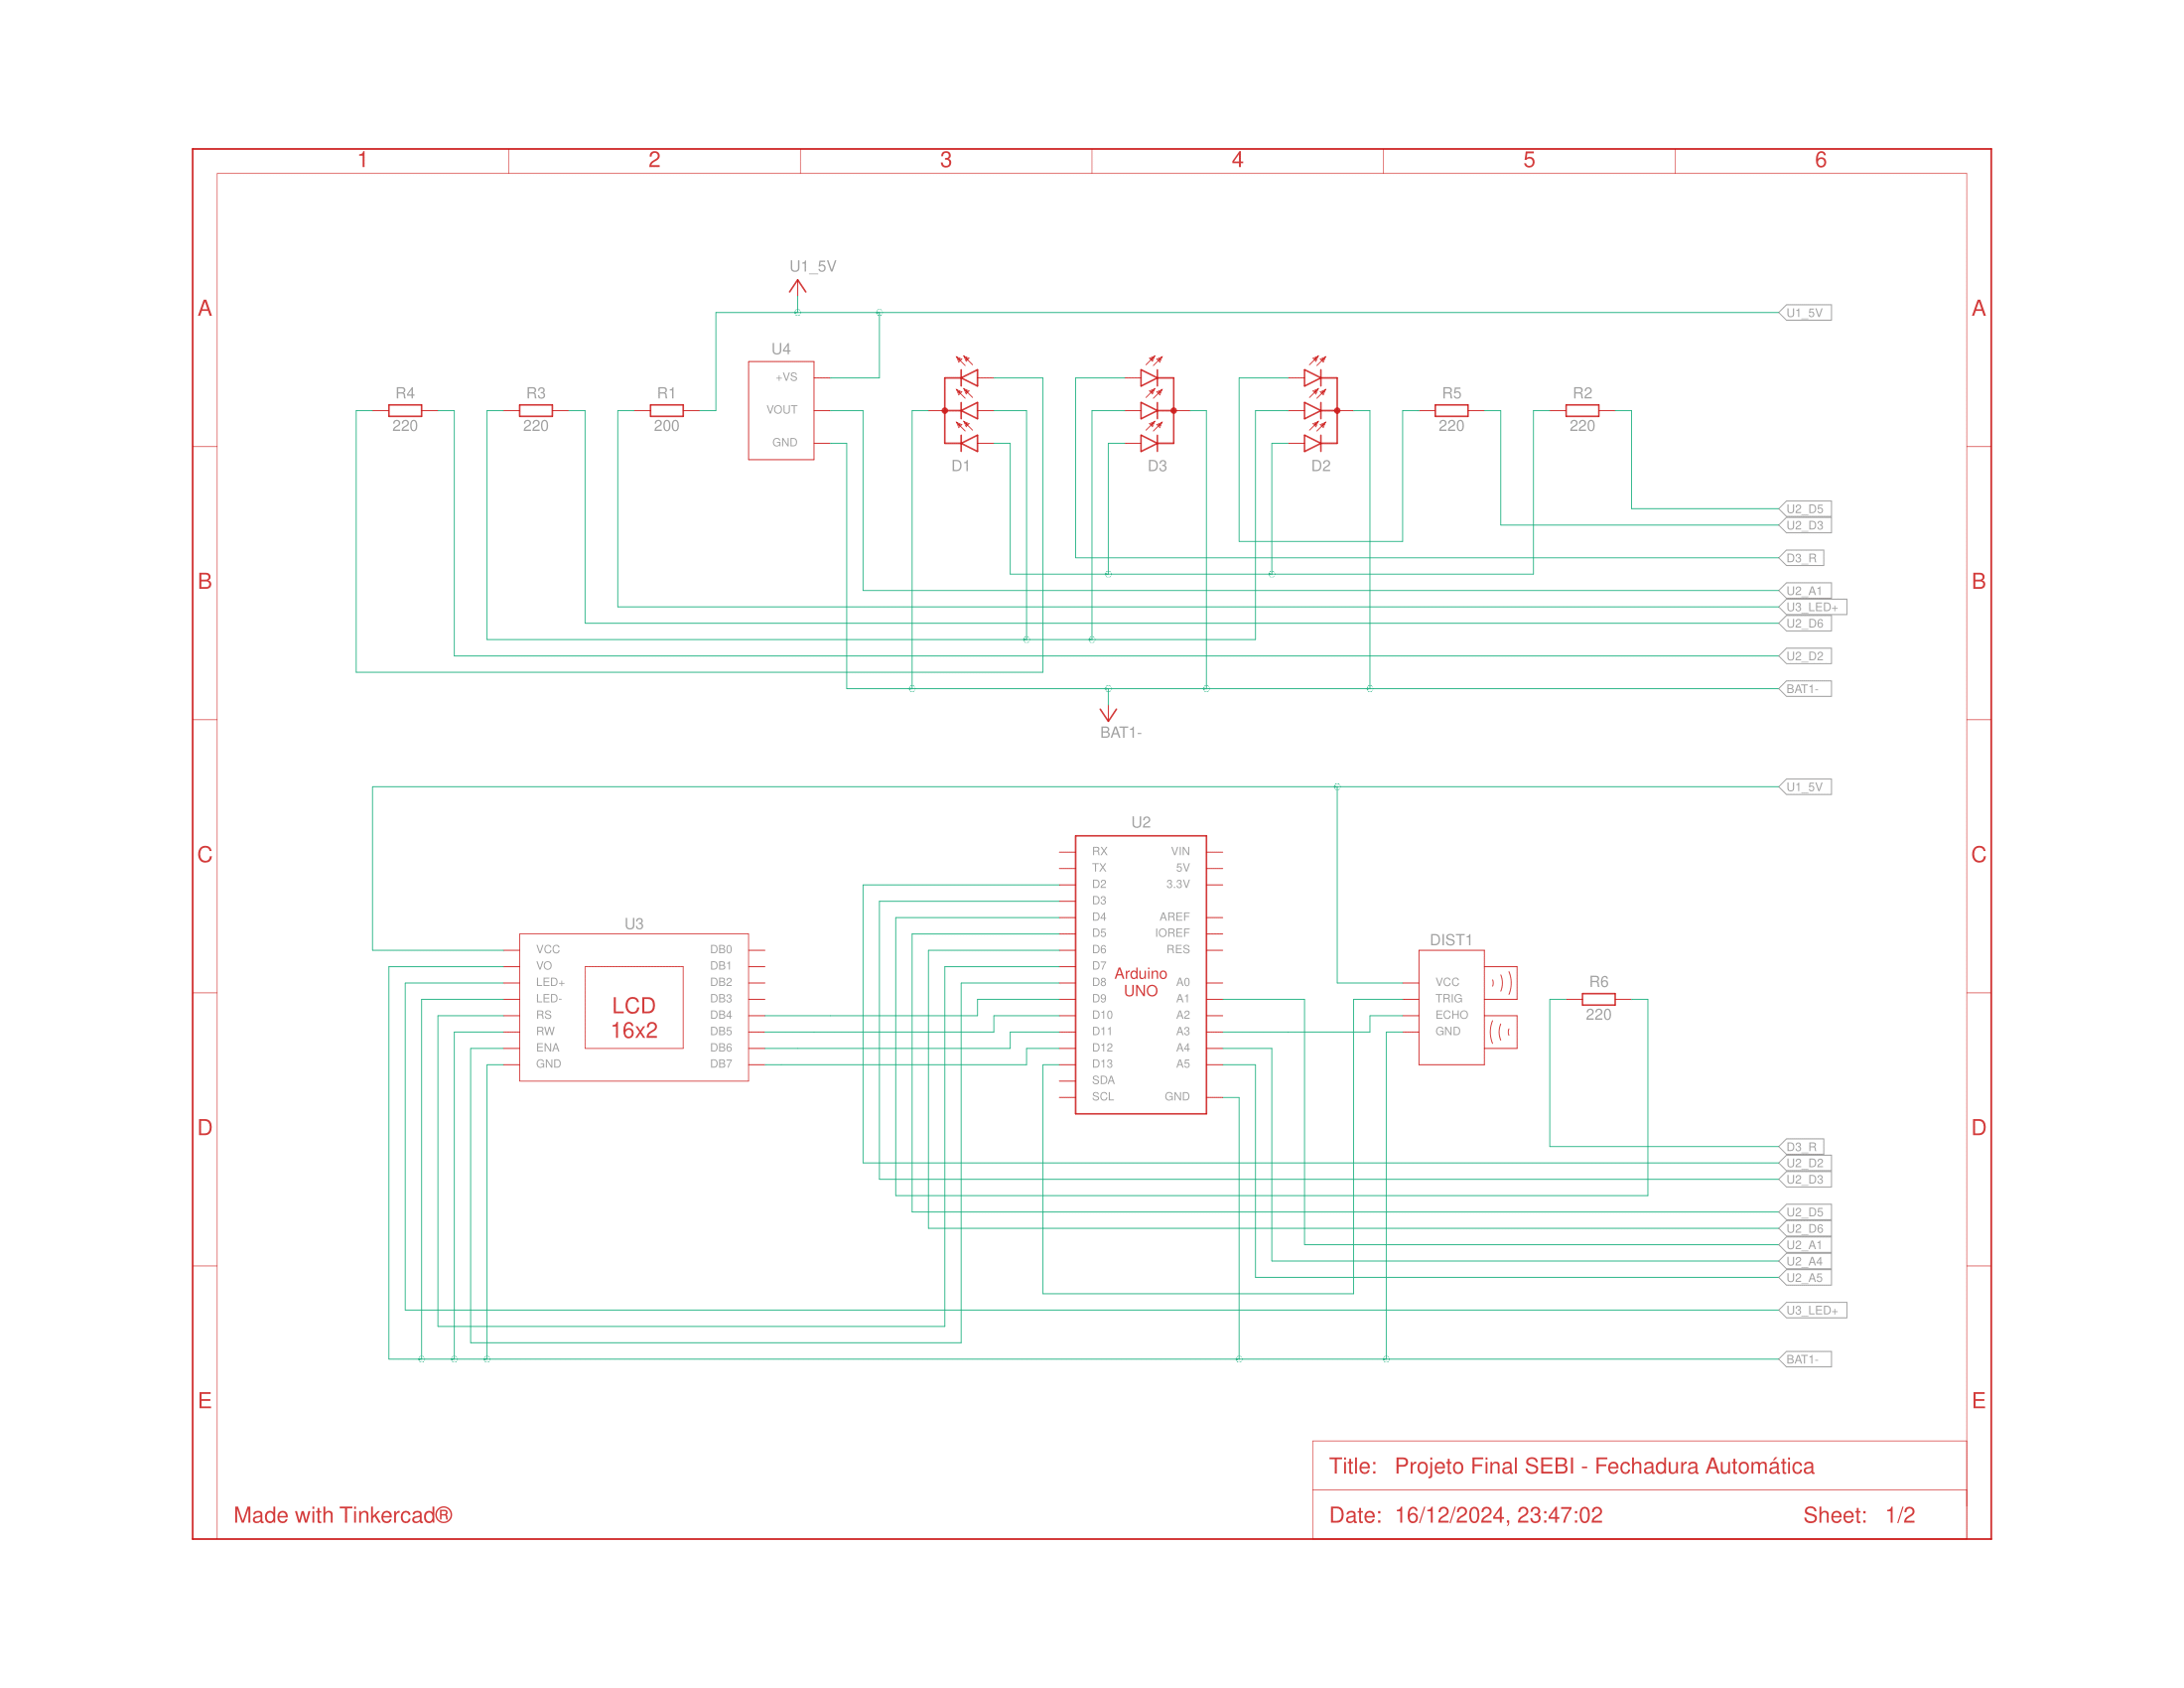 1 2 3 4 5 6
U1_5V
A A
U1_5V
U4
+VS
VOUT
GND
R4
220
R3
220
R1
200
D1
D3
D2
R5
220
R2
220
U2_D5
U2_D3
D3_R
B B
U2_A1
U3_LED+
U2_D6
U2_D2
BAT1-
BAT1-
U1_5V
C C
U2
RX VIN
TX 5V
D2 3.3V
D3
D4 AREF
D5 IOREF
D6 RES
D7
D8 A0
D9 A1
D10 A2
D11 A3
D12 A4
D13 A5
SDA
SCL GND
Arduino
UNO
U3
VCC DB0
VO DB1
LED+ DB2
LED- DB3
RS DB4
RW DB5
ENA DB6
GND DB7
LCD
16x2
DIST1
VCC
TRIG
ECHO
GND
R6
220
D D
D3_R
U2_D2
U2_D3
U2_D5
U2_D6
U2_A1
U2_A4
U2_A5
U3_LED+
BAT1-
E E
Title: Projeto Final SEBI - Fechadura Automática
Made with Tinkercad®
Date: 16/12/2024, 23:47:02 Sheet: 1/2